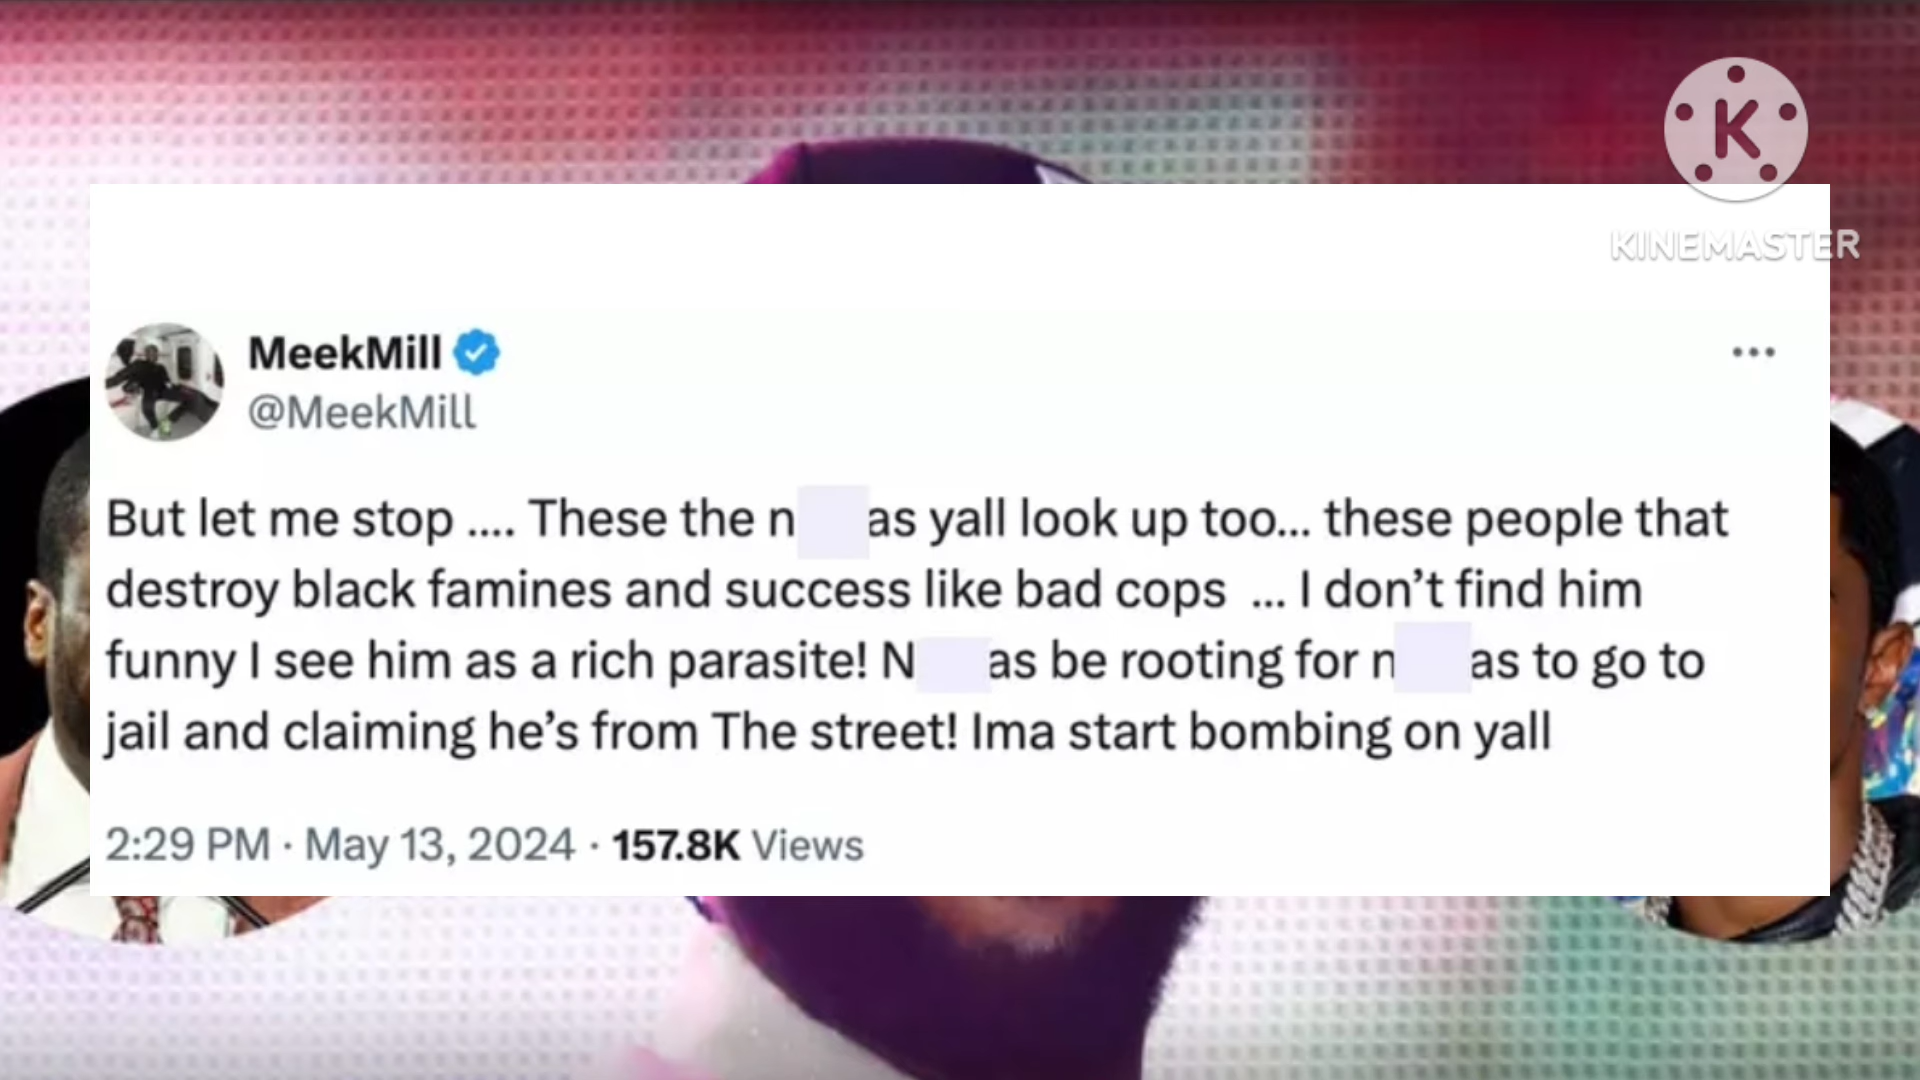 K
KINEMASTER
MeekMill
@MeekMill
But let me stop .... These the n as yall look up too... these people that
destroy black famines and success like bad cops ... I don’t find him
funny I see him as a rich parasite! N as be rooting for n as to go to
jail and claiming he’s from The street! Ima start bombing on yall
2:29 PM · May 13, 2024 · 157.8K Views